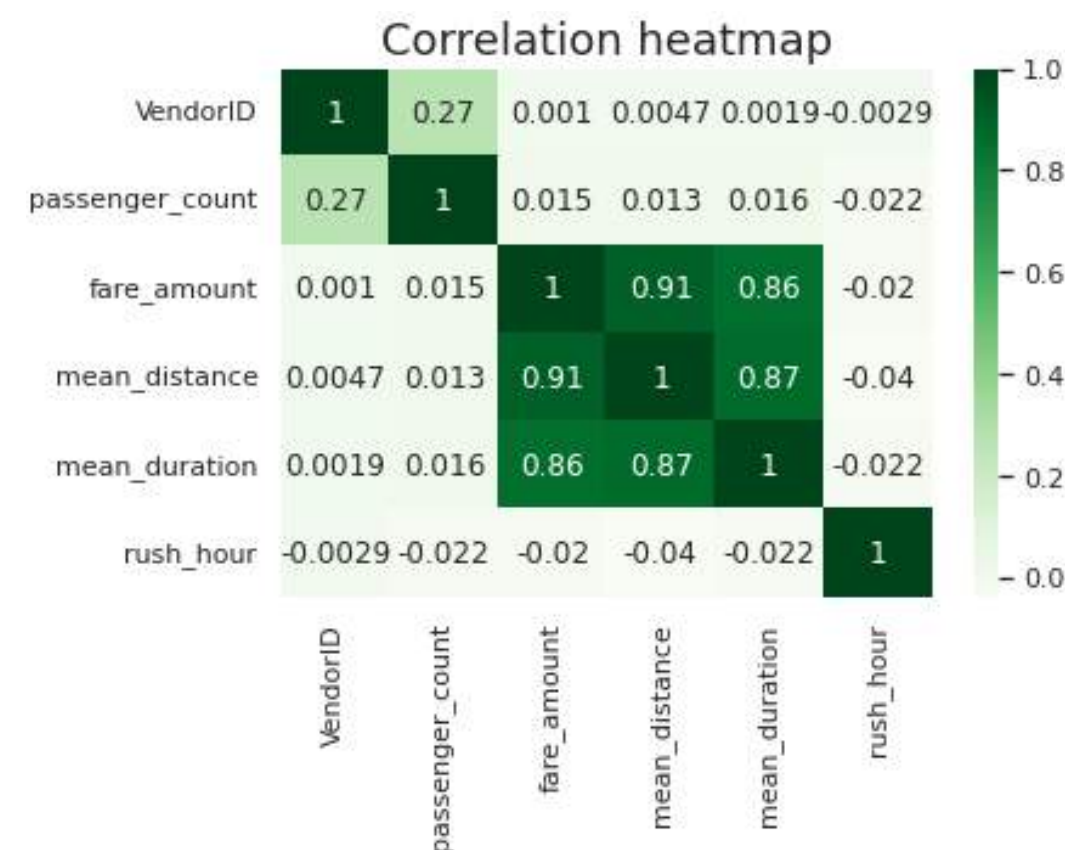 Correlation heatmap
VendorID 1 0.27 0.001 0.0047 0.0019 -0.0029
passenger_count 0.27 1 0.015 0.013 0.016 -0.022
fare_amount 0.001 0.015 1 0.91 0.86 -0.02
mean_distance 0.0047 0.013 0.91 1 0.87 -0.04
mean_duration 0.0019 0.016 0.86 0.87 1 -0.022
rush_hour -0.0029 -0.022 -0.02 -0.04 -0.022 1
VendorID
passenger_count
fare_amount
mean_distance
mean_duration
rush_hour
1.0
0.8
0.6
0.4
0.2
0.0